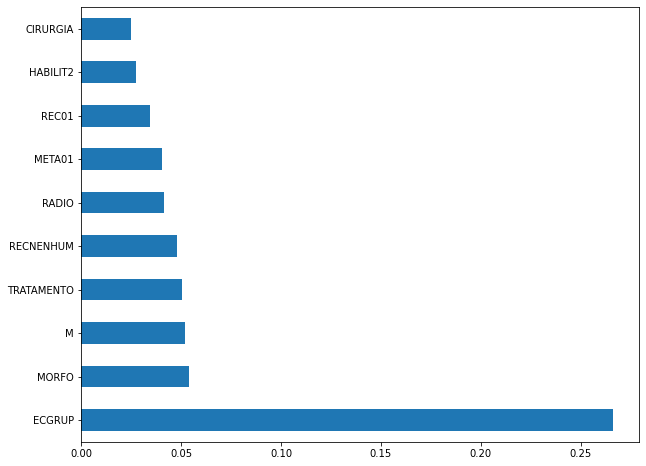 CIRURGIA
HABILIT2
REC01
META01
RADIO
RECNENHUM
TRATAMENTO
M
MORFO
ECGRUP
0.00 0.05 0.10 0.15 0.20 0.25